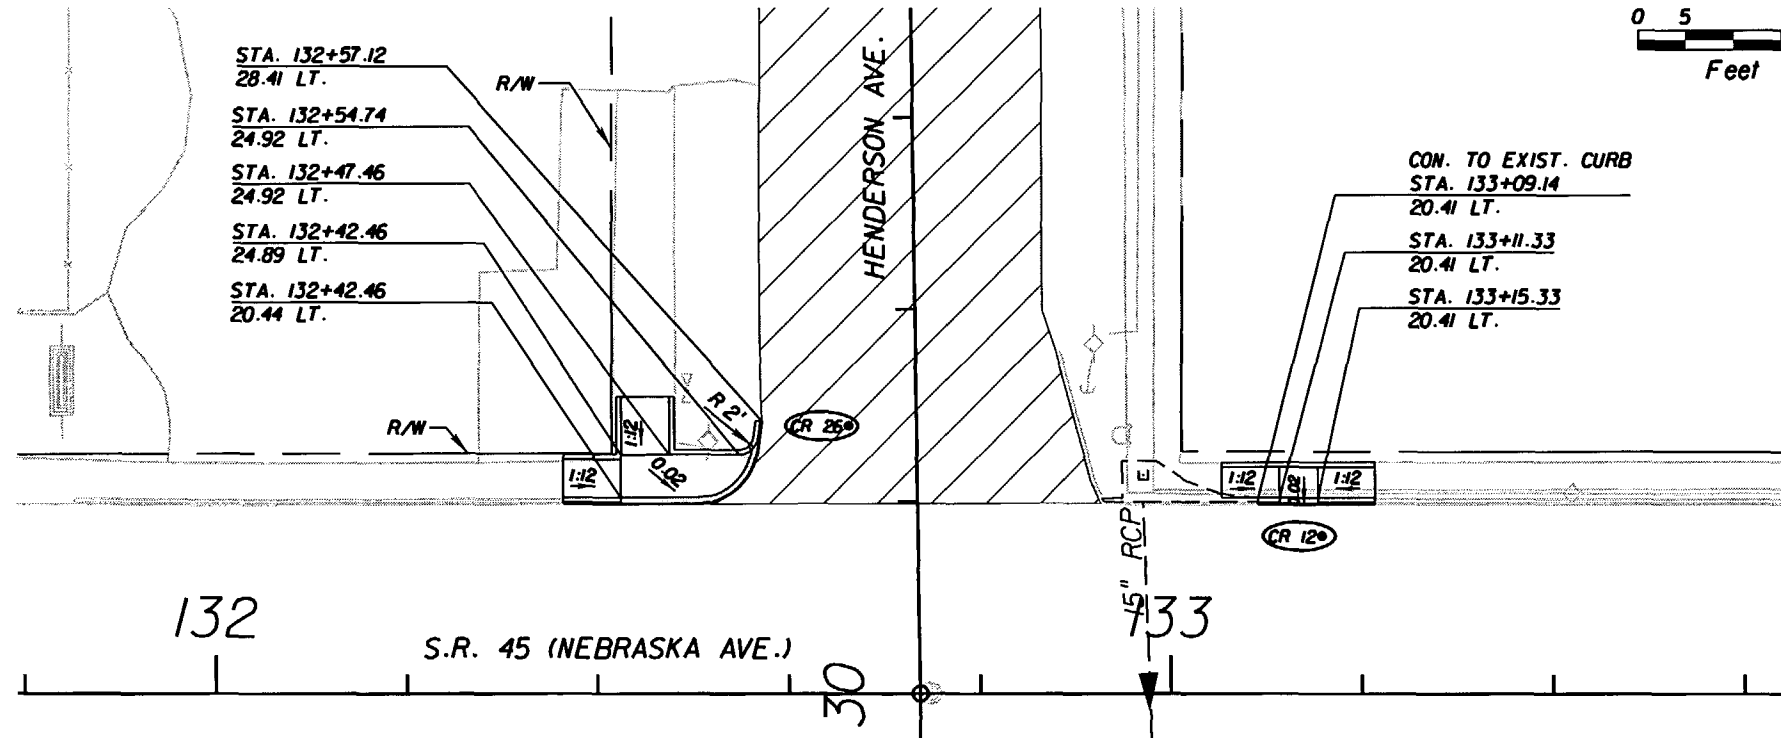 0 5
Feet
STA. 132+57.12
28.41 LT.
STA. 132+54.74
24.92 LT.
STA. 132+47.46
24.92 LT.
STA. 132+42.46
24.89 LT.
STA. 132+42.46
20.44 LT.
R/W
R/W
HENDERSON AVE.
CON. TO EXIST. CURB
STA. 133+09.14
20.41 LT.
STA. 133+11.33
20.41 LT.
STA. 133+15.33
20.41 LT.
R 2'
CR 26
1:12
1:12
0.02
1:12
0.02
1:12
CR 12
15" RCP
132
133
S.R. 45 (NEBRASKA AVE.)
30